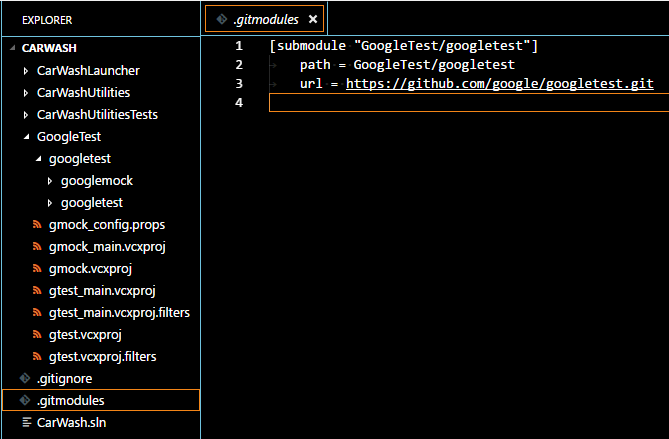 EXPLORER
CARWASH
CarWashLauncher
CarWashUtilities
CarWashUtilitiesTests
GoogleTest
googletest
googlemock
googletest
gmock_config.props
gmock_main.vcxproj
gmock.vcxproj
gtest_main.vcxproj
gtest_main.vcxproj.filters
gtest.vcxproj
gtest.vcxproj.filters
.gitignore
.gitmodules
CarWash.sln
.gitmodules
1 [submodule "GoogleTest/googletest"]
2 path = GoogleTest/googletest
3 url = https://github.com/google/googletest.git
4